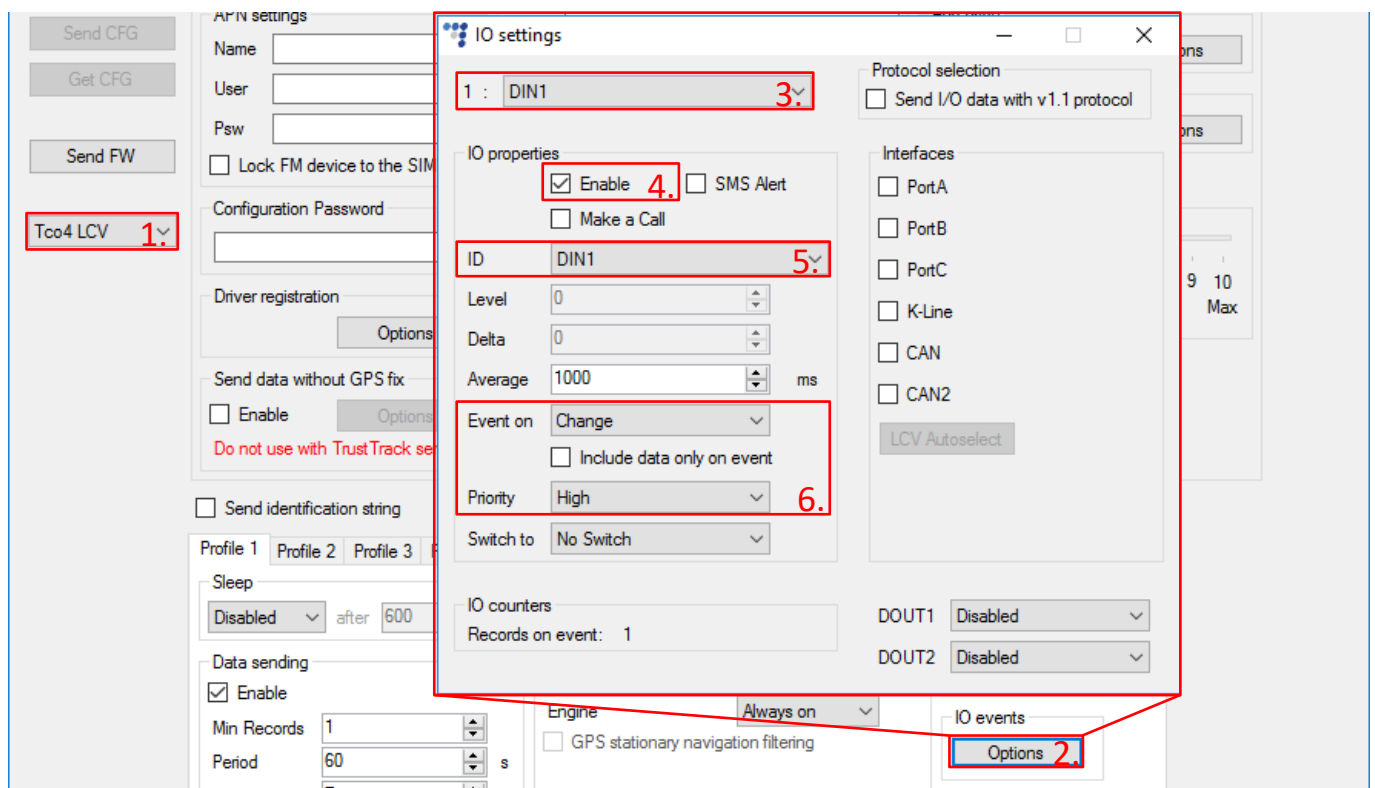 Send CFG
Get CFG
Send FW
Tco4 LCV 1.
APN settings
Name
User
Psw
Lock FM device to the SIM
Configuration Password
Driver registration
Options
Send data without GPS fix
Enable
Options
Do not use with TrustTrack se
Send identification string
Profile 1 Profile 2 Profile 3
Sleep
Disabled after 600
Data sending
Enable
Min Records 1
Period 60 s
IO settings
1 : DIN1 3.
Protocol selection
Send I/O data with v1.1 protocol
IO properties
Enable 4. SMS Alert
Make a Call
ID DIN1 5.
Level 0
Delta 0
Average 1000 ms
Event on Change
Include data only on event
Priority High 6.
Switch to No Switch
IO counters
Records on event: 1
Interfaces
PortA
PortB
PortC
K-Line
CAN
CAN2
LCV Autoselect
DOUT1 Disabled
DOUT2 Disabled
ons
ons
9 10
Max
Engine Always on
GPS stationary navigation filtering
IO events
Options 2.